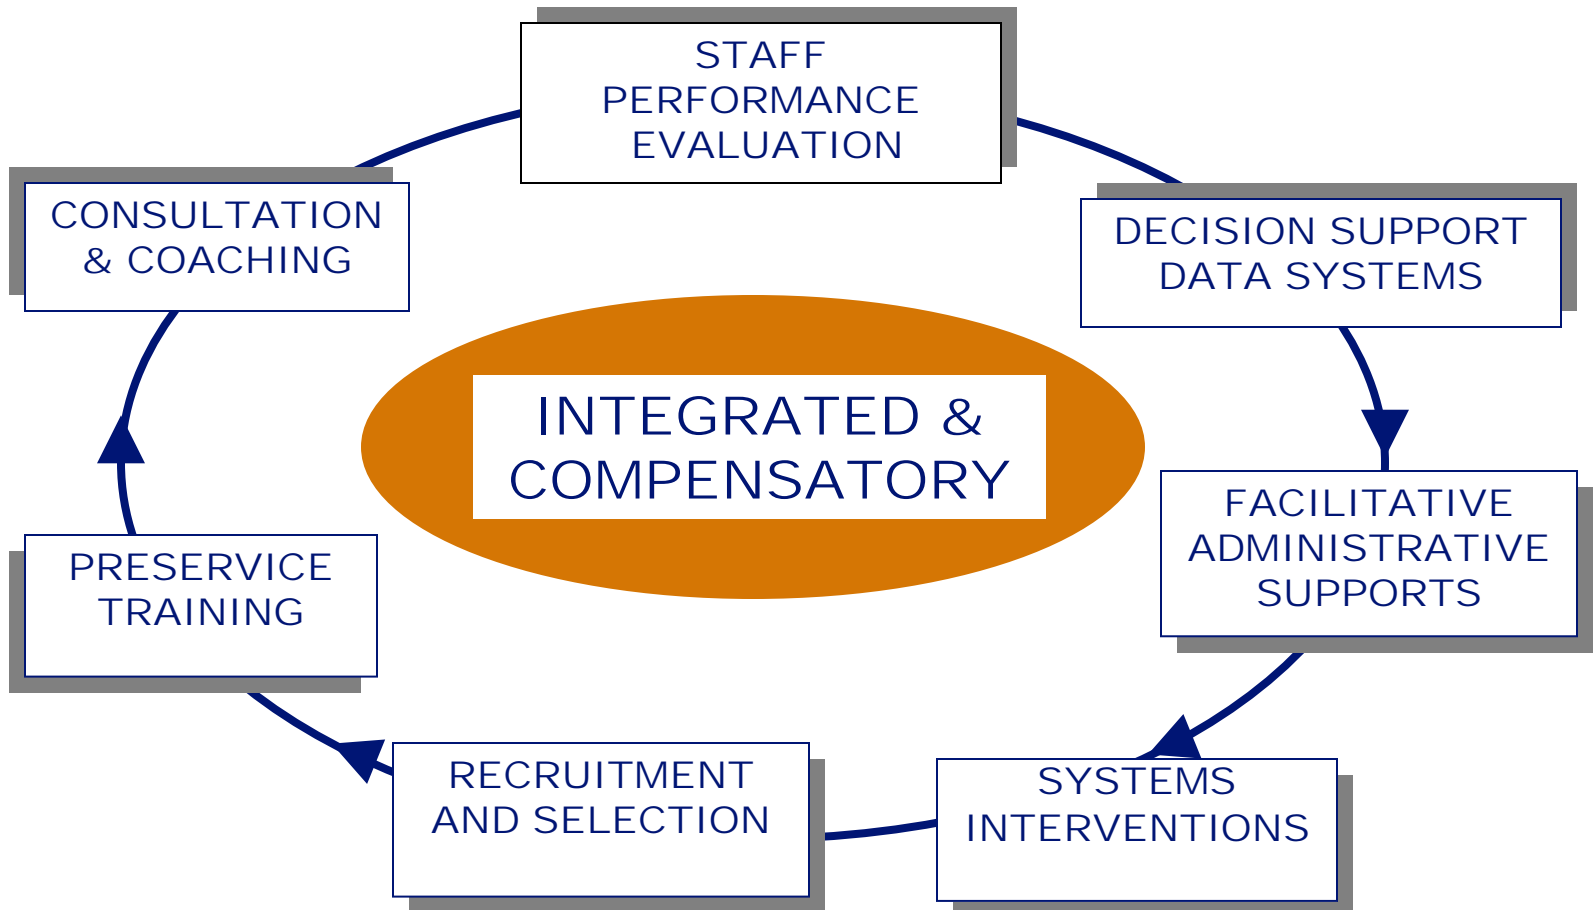 STAFF
PERFORMANCE
EVALUATION
CONSULTATION
& COACHING
DECISION SUPPORT
DATA SYSTEMS
INTEGRATED &
COMPENSATORY
FACILITATIVE
ADMINISTRATIVE
SUPPORTS
PRESERVICE
TRAINING
RECRUITMENT
AND SELECTION
SYSTEMS
INTERVENTIONS